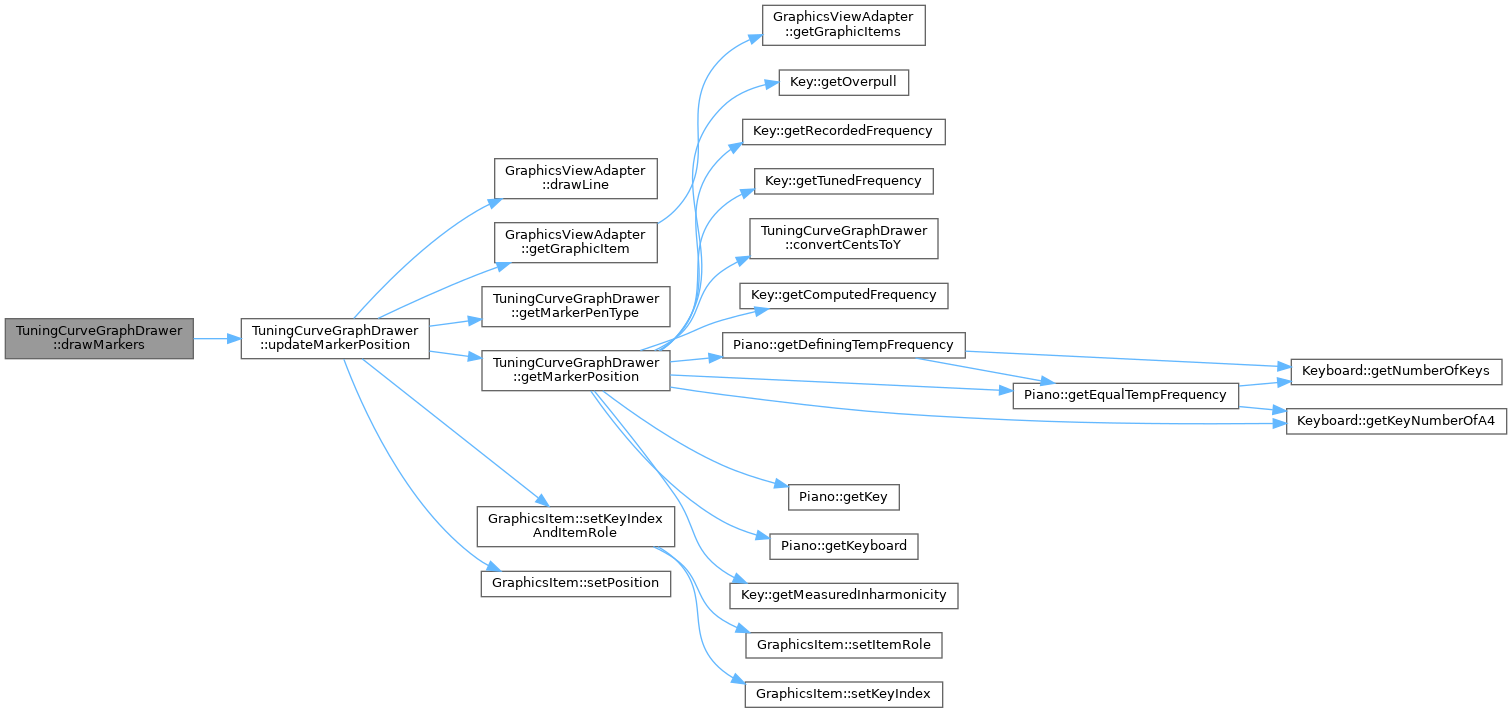 TuningCurveGraphDrawer
::drawMarkers
TuningCurveGraphDrawer
::updateMarkerPosition
GraphicsViewAdapter
::drawLine
GraphicsViewAdapter
::getGraphicItem
TuningCurveGraphDrawer
::getMarkerPenType
TuningCurveGraphDrawer
::getMarkerPosition
GraphicsItem::setKeyIndex
AndItemRole
GraphicsItem::setPosition
GraphicsViewAdapter
::getGraphicItems
Key::getOverpull
Key::getRecordedFrequency
Key::getTunedFrequency
TuningCurveGraphDrawer
::convertCentsToY
Key::getComputedFrequency
Piano::getDefiningTempFrequency
Piano::getKey
Piano::getKeyboard
Key::getMeasuredInharmonicity
GraphicsItem::setItemRole
GraphicsItem::setKeyIndex
Piano::getEqualTempFrequency
Keyboard::getNumberOfKeys
Keyboard::getKeyNumberOfA4